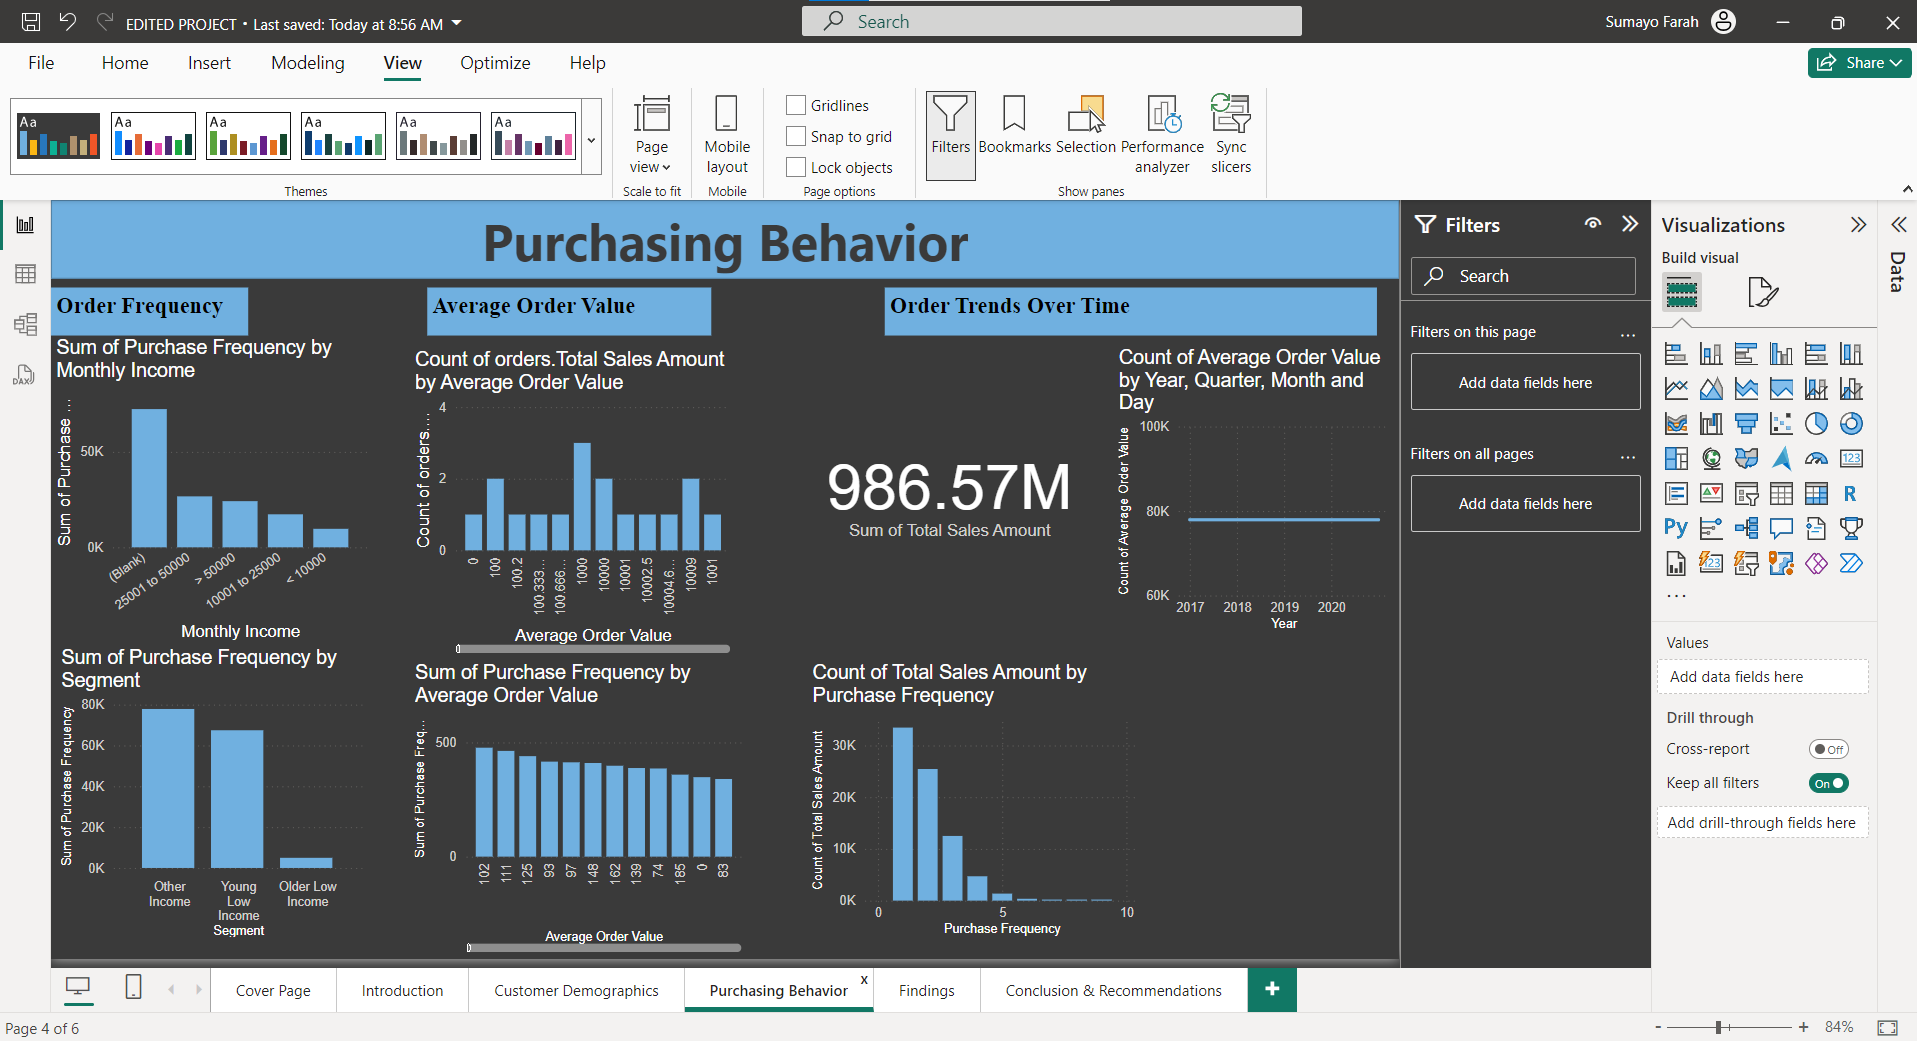 EDITED PROJECT • Last saved: Today at 8:56 AM
Search
Sumayo Farah
File Home Insert Modeling View Optimize Help
Share
Aa Aa Aa Aa Aa Aa
Themes
Page view
Scale to fit
Mobile layout
Mobile
Gridlines
Snap to grid
Lock objects
Page options
Filters
Bookmarks
Selection
Performance analyzer
Sync slicers
Show panes
Purchasing Behavior
Order Frequency
Average Order Value
Order Trends Over Time
Sum of Purchase Frequency by
Monthly Income
Sum of Purchase ...
50K
0K
(Blank)
25001 to 50000
> 50000
10001 to 25000
< 10000
Monthly Income
Count of orders.Total Sales Amount
by Average Order Value
Count of orders....
4
2
0
0
100
100.2
100.333...
100.666...
1000
10000
10001
10002.5
10004.6...
10009
1001
Average Order Value
986.57M
Sum of Total Sales Amount
Count of Average Order Value
by Year, Quarter, Month and
Day
Count of Average Order Value
100K
80K
60K
2017 2018 2019 2020
Year
Sum of Purchase Frequency by
Segment
Sum of Purchase Frequency
80K
60K
40K
20K
0K
Other
Income
Young
Low
Income
Older Low
Income
Segment
Sum of Purchase Frequency by
Average Order Value
Sum of Purchase Freq...
500
0
102
111
125
93
97
148
162
139
74
185
0
83
Average Order Value
Count of Total Sales Amount by
Purchase Frequency
Count of Total Sales Amount
30K
20K
10K
0K
0 5 10
Purchase Frequency
Filters
Search
Filters on this page ...
Add data fields here
Filters on all pages ...
Add data fields here
Visualizations
Build visual
123
R
Py
123
...
Values
Add data fields here
Drill through
Cross-report
Off
Keep all filters
On
Add drill-through fields here
Data
DAX
Cover Page
Introduction
Customer Demographics
Purchasing Behavior
x
Findings
Conclusion & Recommendations
+
Page 4 of 6
- + 84%